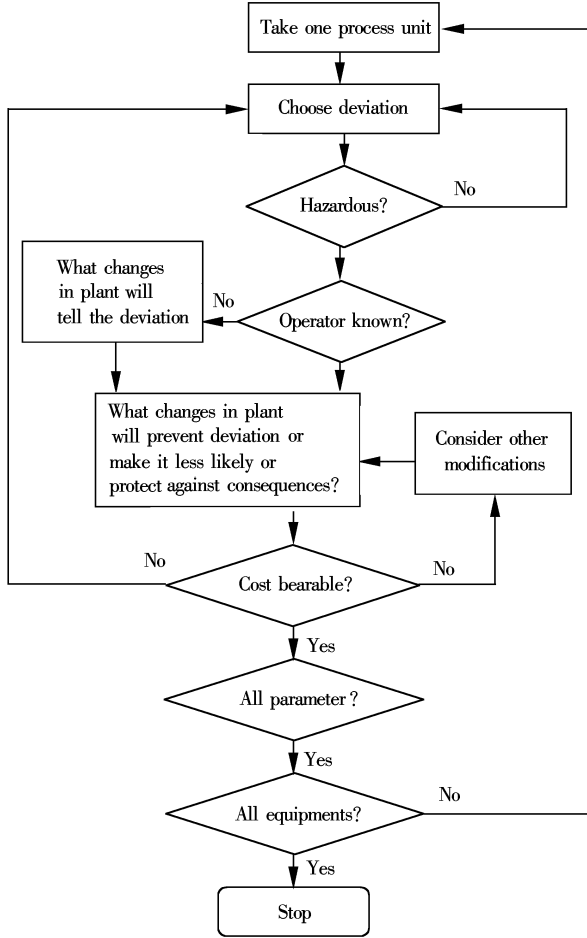 Take one process unit
Choose deviation
No
Hazardous?
What changes
in plant will
tell the deviation
No
Operator known?
What changes in plant
will prevent deviation or
make it less likely or
protect against consequences?
Consider other
modifications
No
Cost bearable?
No
Yes
All parameter?
Yes
All equipments?
No
Yes
Stop